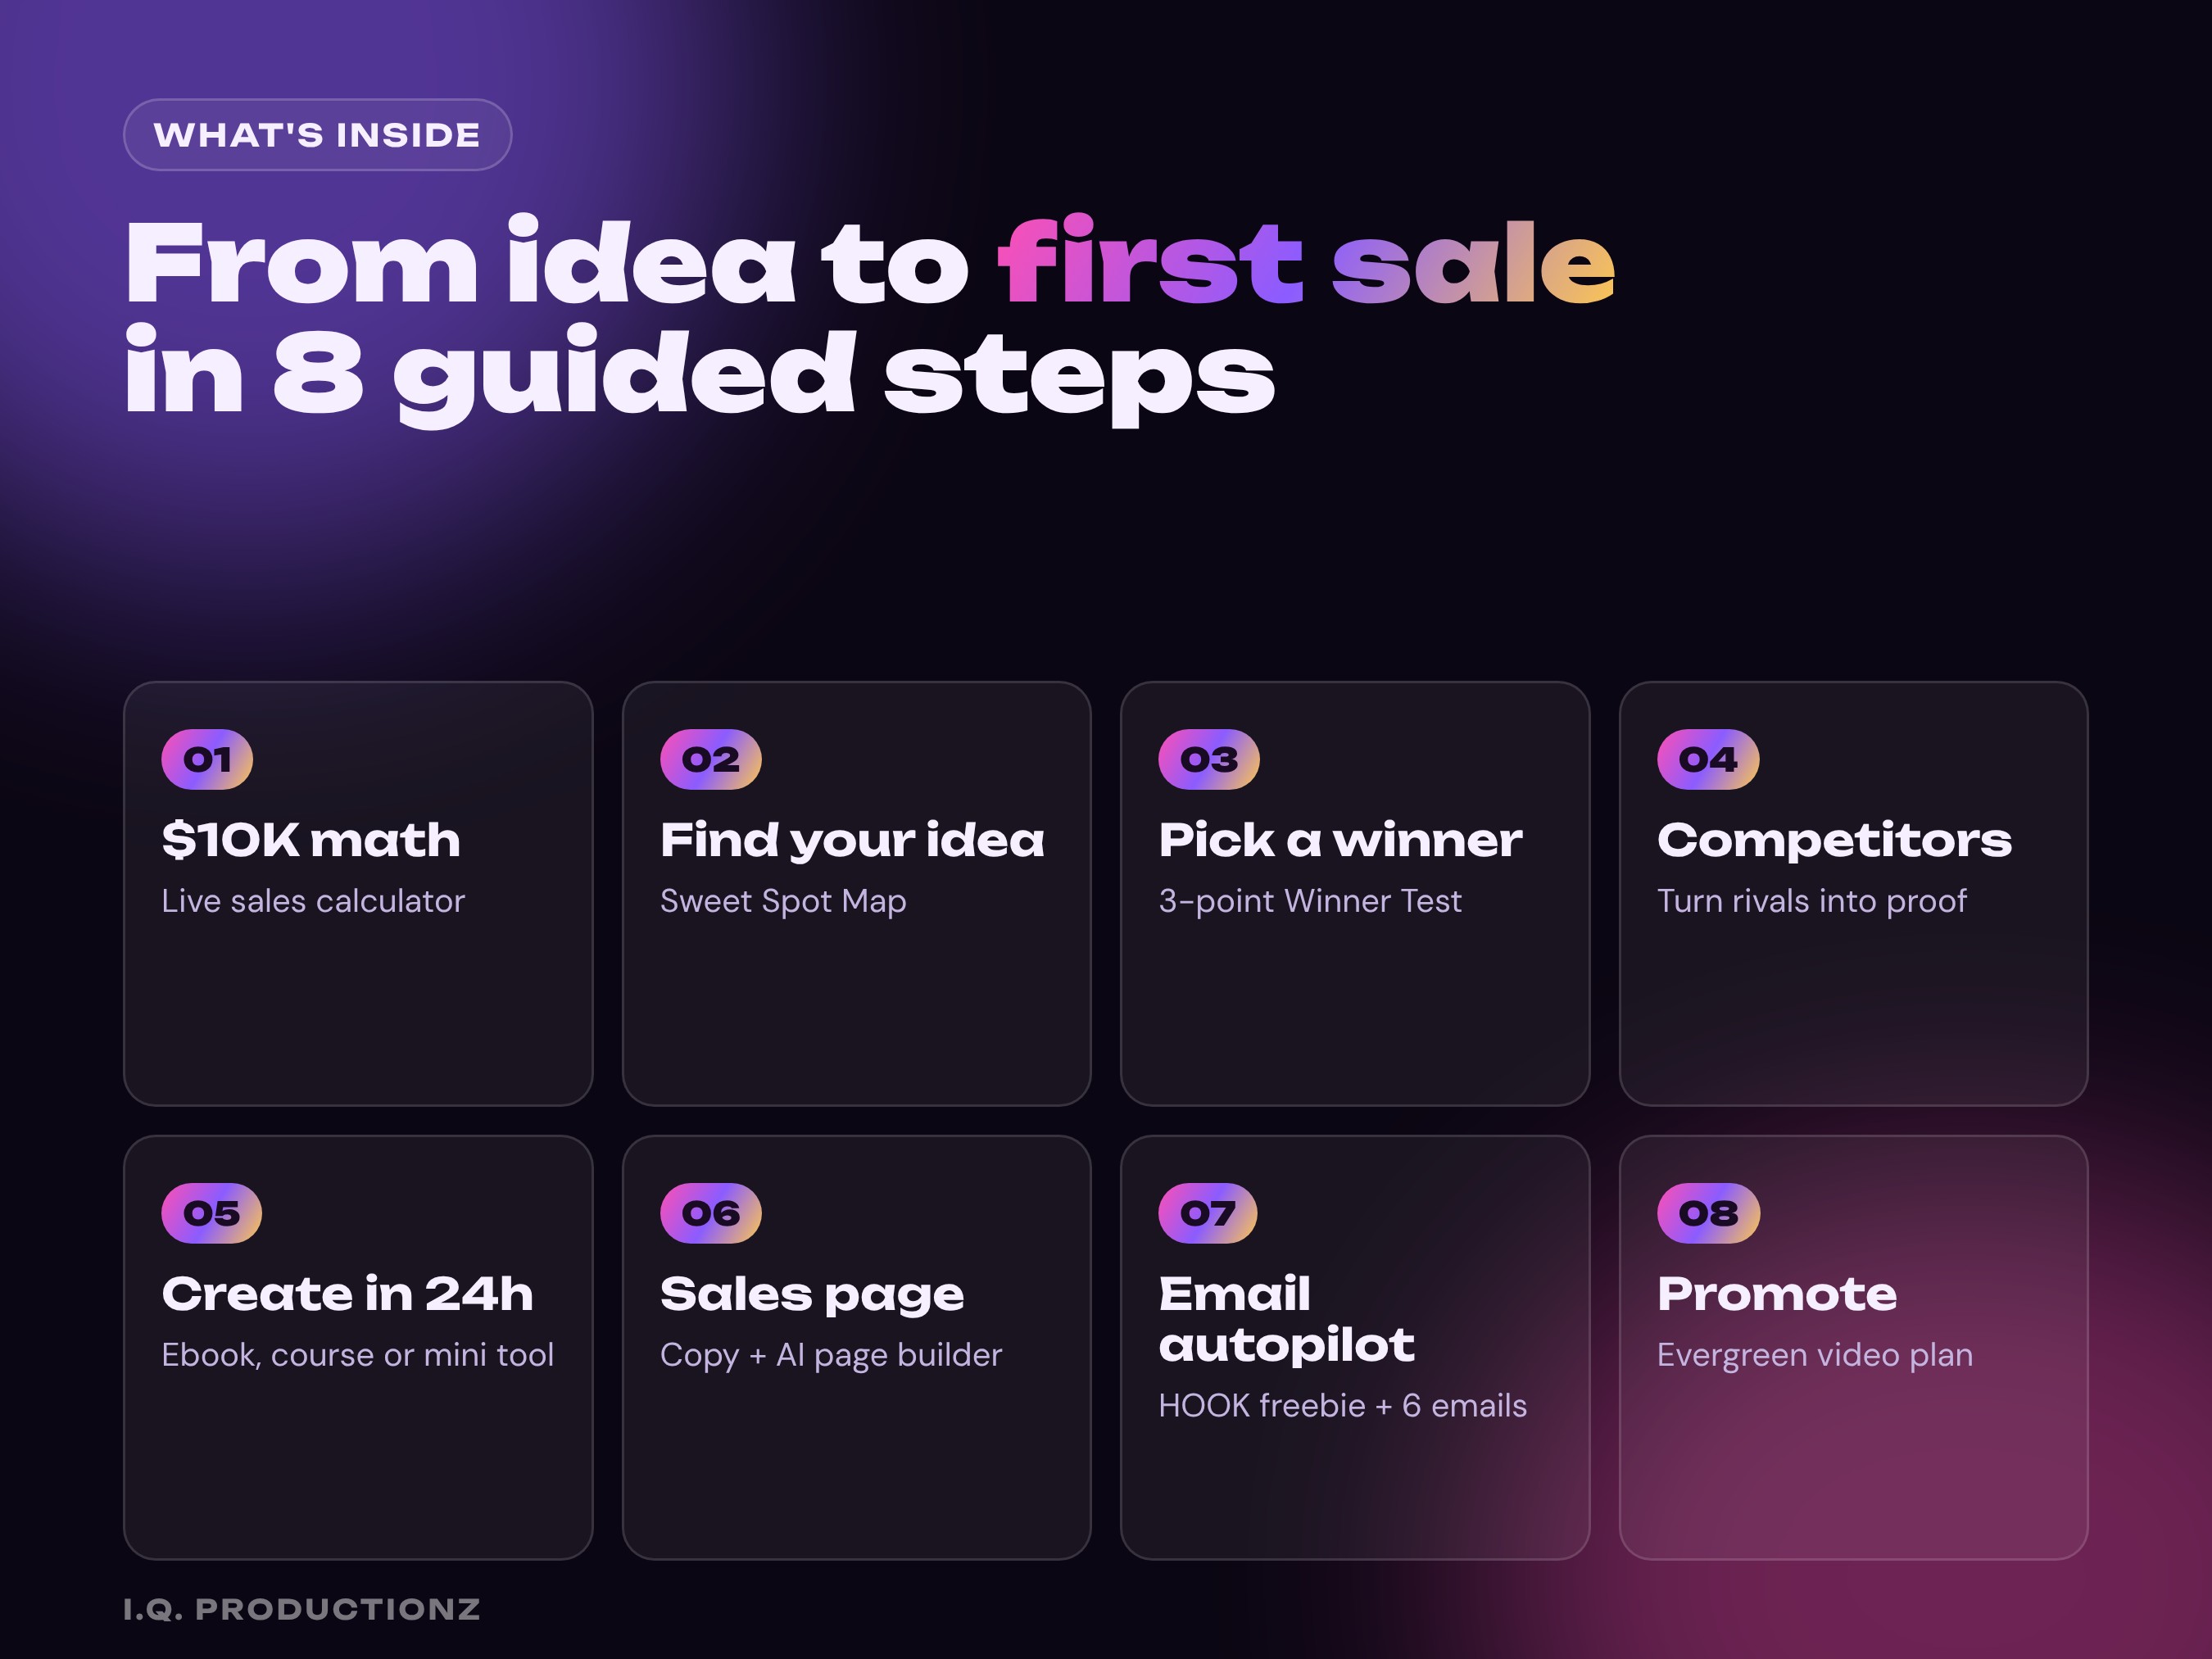 WHAT'S INSIDE
From idea to first sale
in 8 guided steps
01
$10K math
Live sales calculator
02
Find your idea
Sweet Spot Map
03
Pick a winner
3-point Winner Test
04
Competitors
Turn rivals into proof
05
Create in 24h
Ebook, course or mini tool
06
Sales page
Copy + AI page builder
07
Email
autopilot
HOOK freebie + 6 emails
08
Promote
Evergreen video plan
I.Q. PRODUCTIONZ